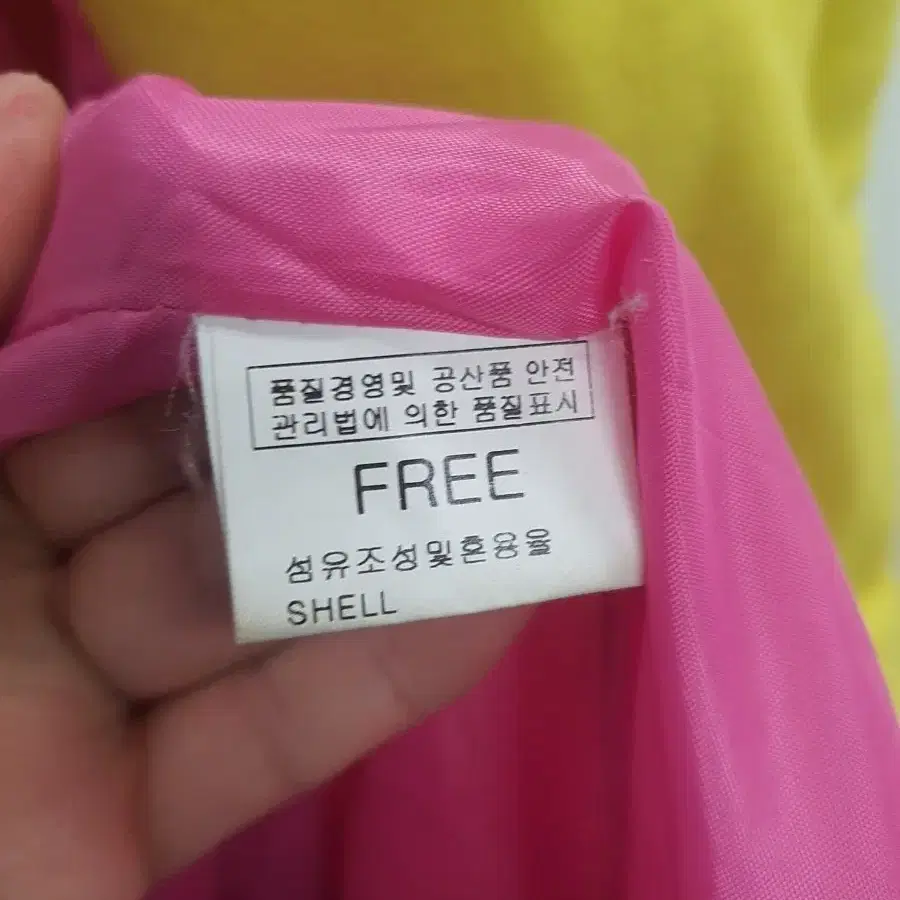 품질경영및 공산품 안전
관리법에 의한 품질표시
FREE
섬유조성및혼용율
SHELL